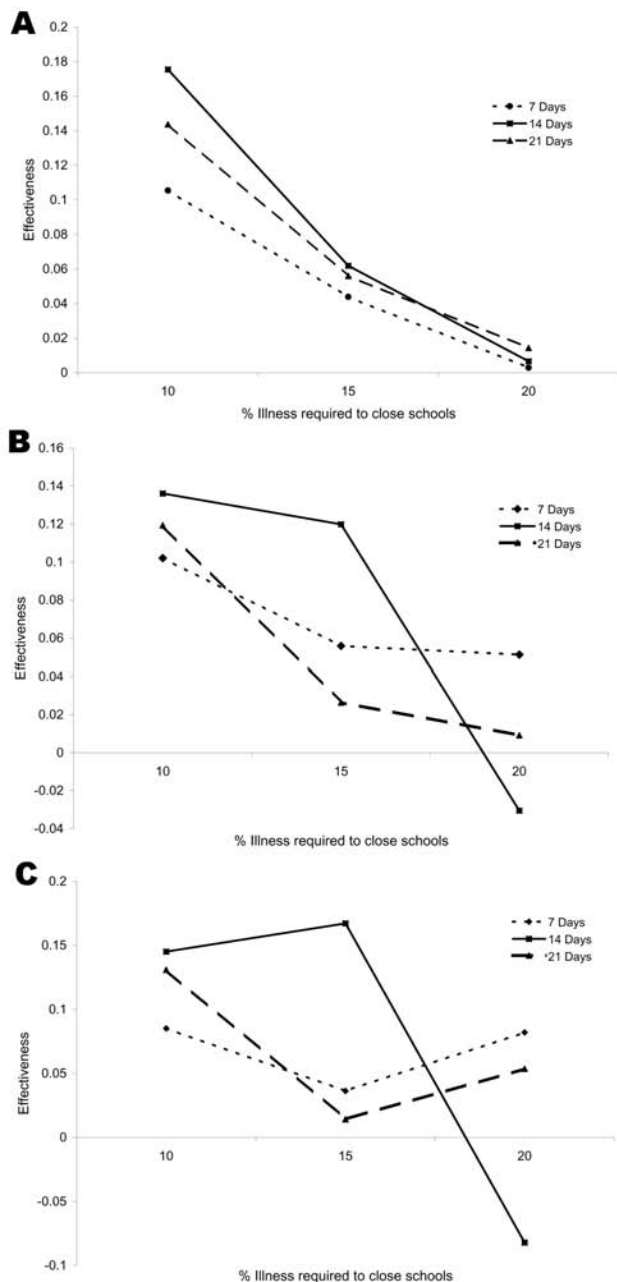 A
0.2
0.18
0.16
0.14
0.12
0.1
0.08
0.06
0.04
0.02
0
Effectiveness
7 Days
14 Days
21 Days
10 15 20
% Illness required to close schools
B
0.16
0.14
0.12
0.1
0.08
0.06
0.04
0.02
0
-0.02
-0.04
Effectiveness
7 Days
14 Days
21 Days
10 15 20
% Illness required to close schools
C
0.2
0.15
0.1
0.05
0
-0.05
-0.1
Effectiveness
7 Days
14 Days
21 Days
10 15 20
% Illness required to close schools